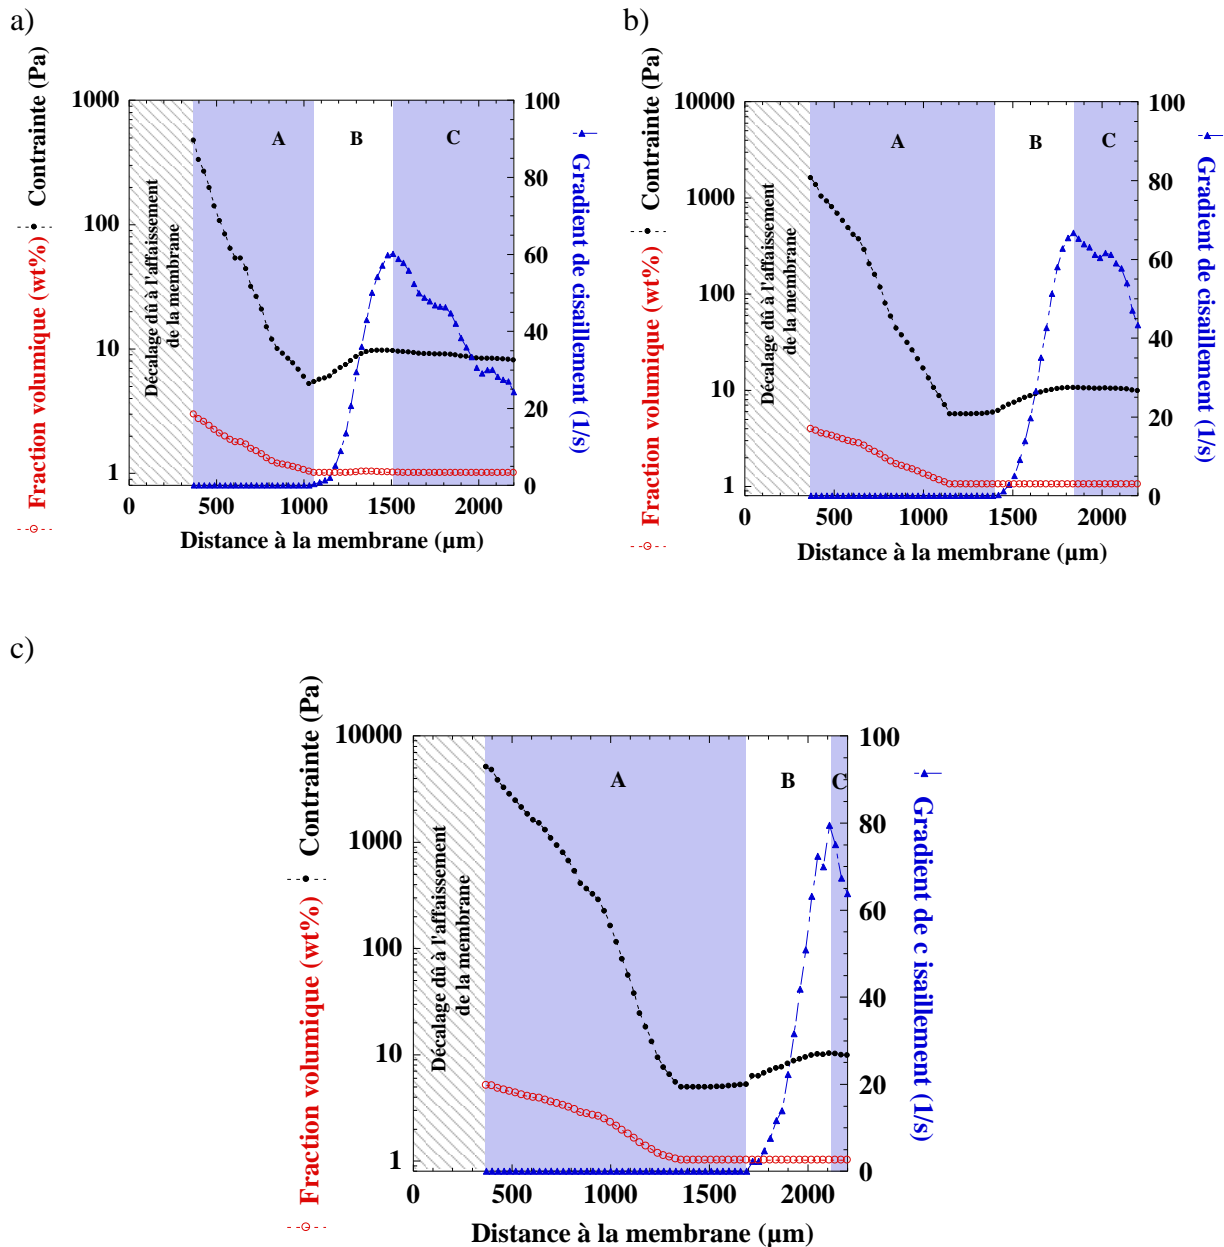 a)
Fraction volumique (wt%) Contrainte (Pa)
1000
100
10
1
Décalage dû à l'affaissement
de la membrane
A
B
C
100
80
60
40
20
0
Gradient de cisaillement (1/s)
0 500 1000 1500 2000
Distance à la membrane (µm)
b)
Fraction volumique (wt%) Contrainte (Pa)
10000
1000
100
10
1
Décalage dû à l'affaissement
de la membrane
A
B
C
100
80
60
40
20
0
Gradient de cisaillement (1/s)
0 500 1000 1500 2000
Distance à la membrane (µm)
c)
Fraction volumique (wt%) Contrainte (Pa)
10000
1000
100
10
1
Décalage dû à l'affaissement
de la membrane
A
B
C
100
80
60
40
20
0
Gradient de c isaillement (1/s)
0 500 1000 1500 2000
Distance à la membrane (µm)